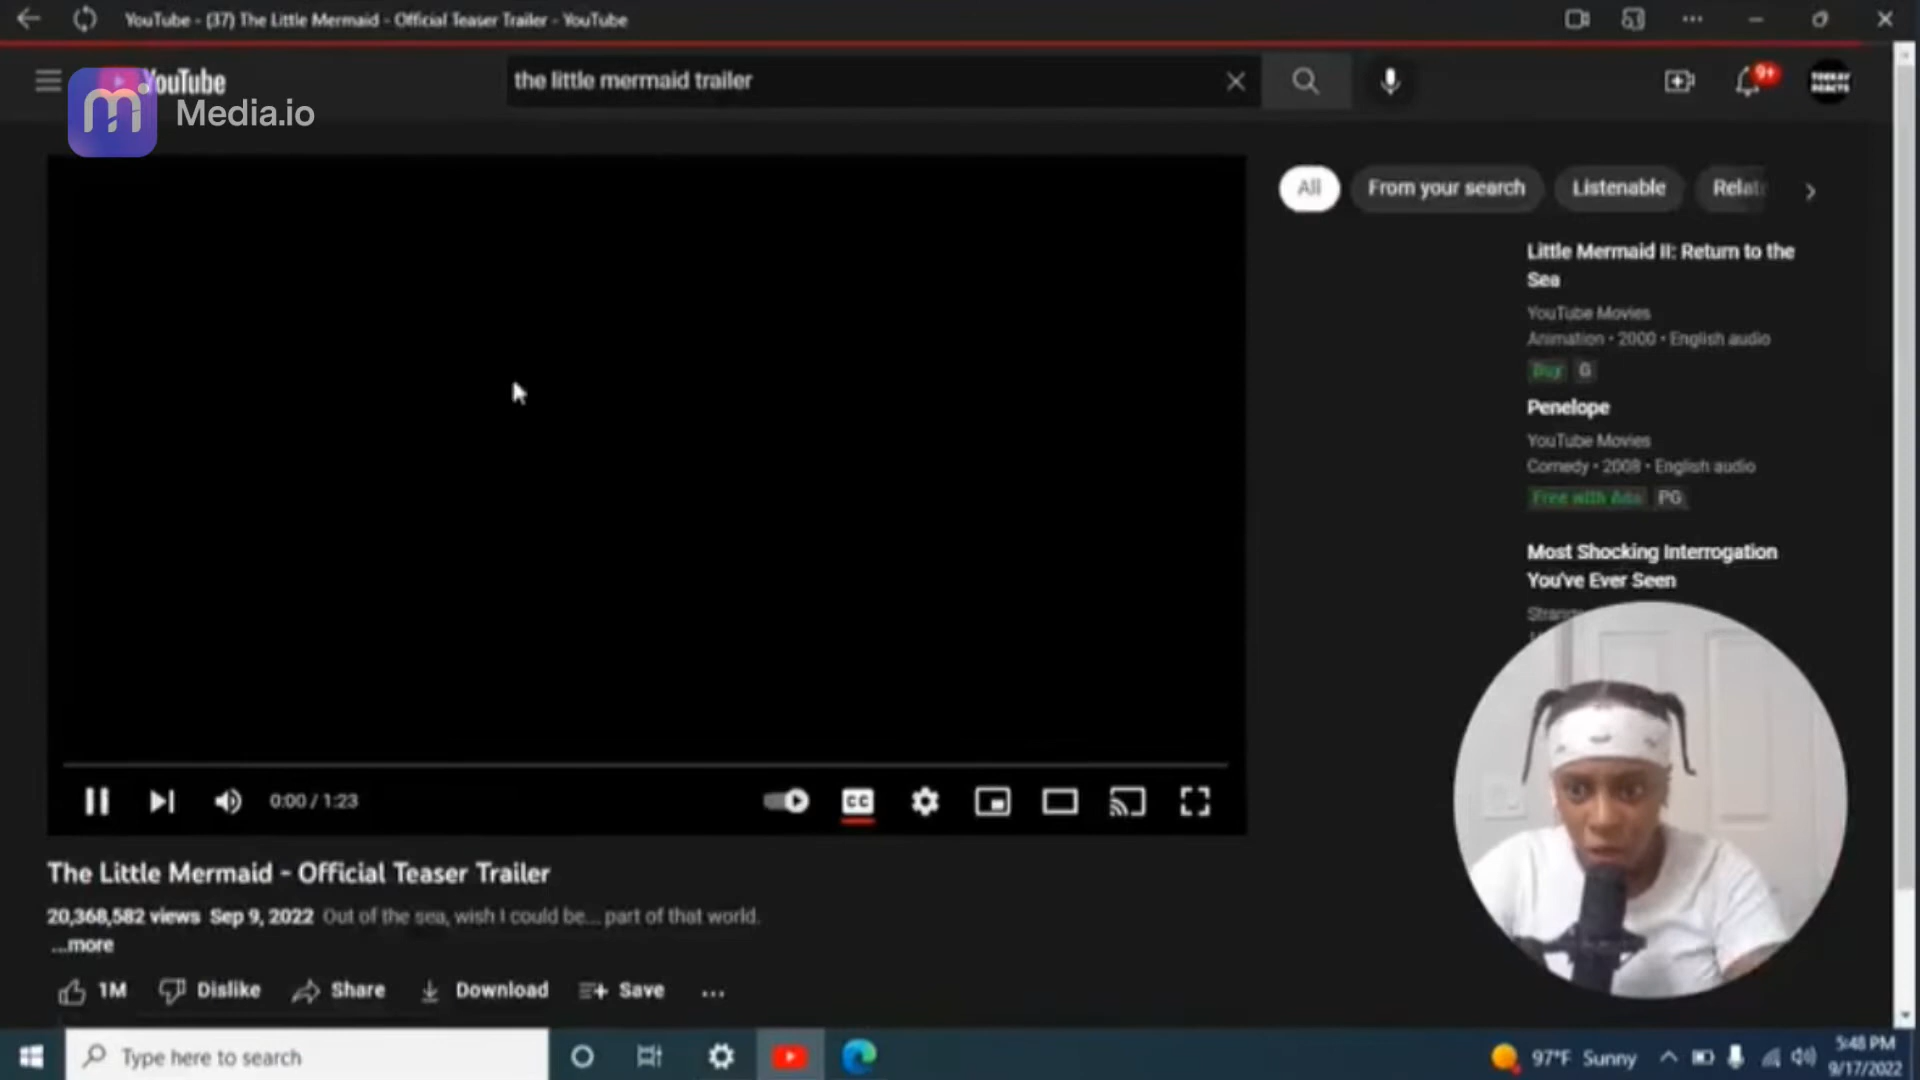 YouTube - (37) The Little Mermaid - Official Teaser Trailer - YouTube
YouTube
Media.io
the little mermaid trailer
9+
REACTS
All
From your search
Listenable
Little Mermaid II: Return to the
Sea
YouTube Movies
Animation • 2000 • English audio
Buy G
Penelope
YouTube Movies
Comedy • 2008 • English audio
Free with Ads PG
Most Shocking Interrogation
You've Ever Seen
0:00 / 1:23
CC
The Little Mermaid - Official Teaser Trailer
20,368,582 views Sep 9, 2022 Out of the sea, wish I could be... part of that world.
...more
1M
Dislike
Share
Download
Save
Type here to search
97°F Sunny
5:48 PM
9/17/2022